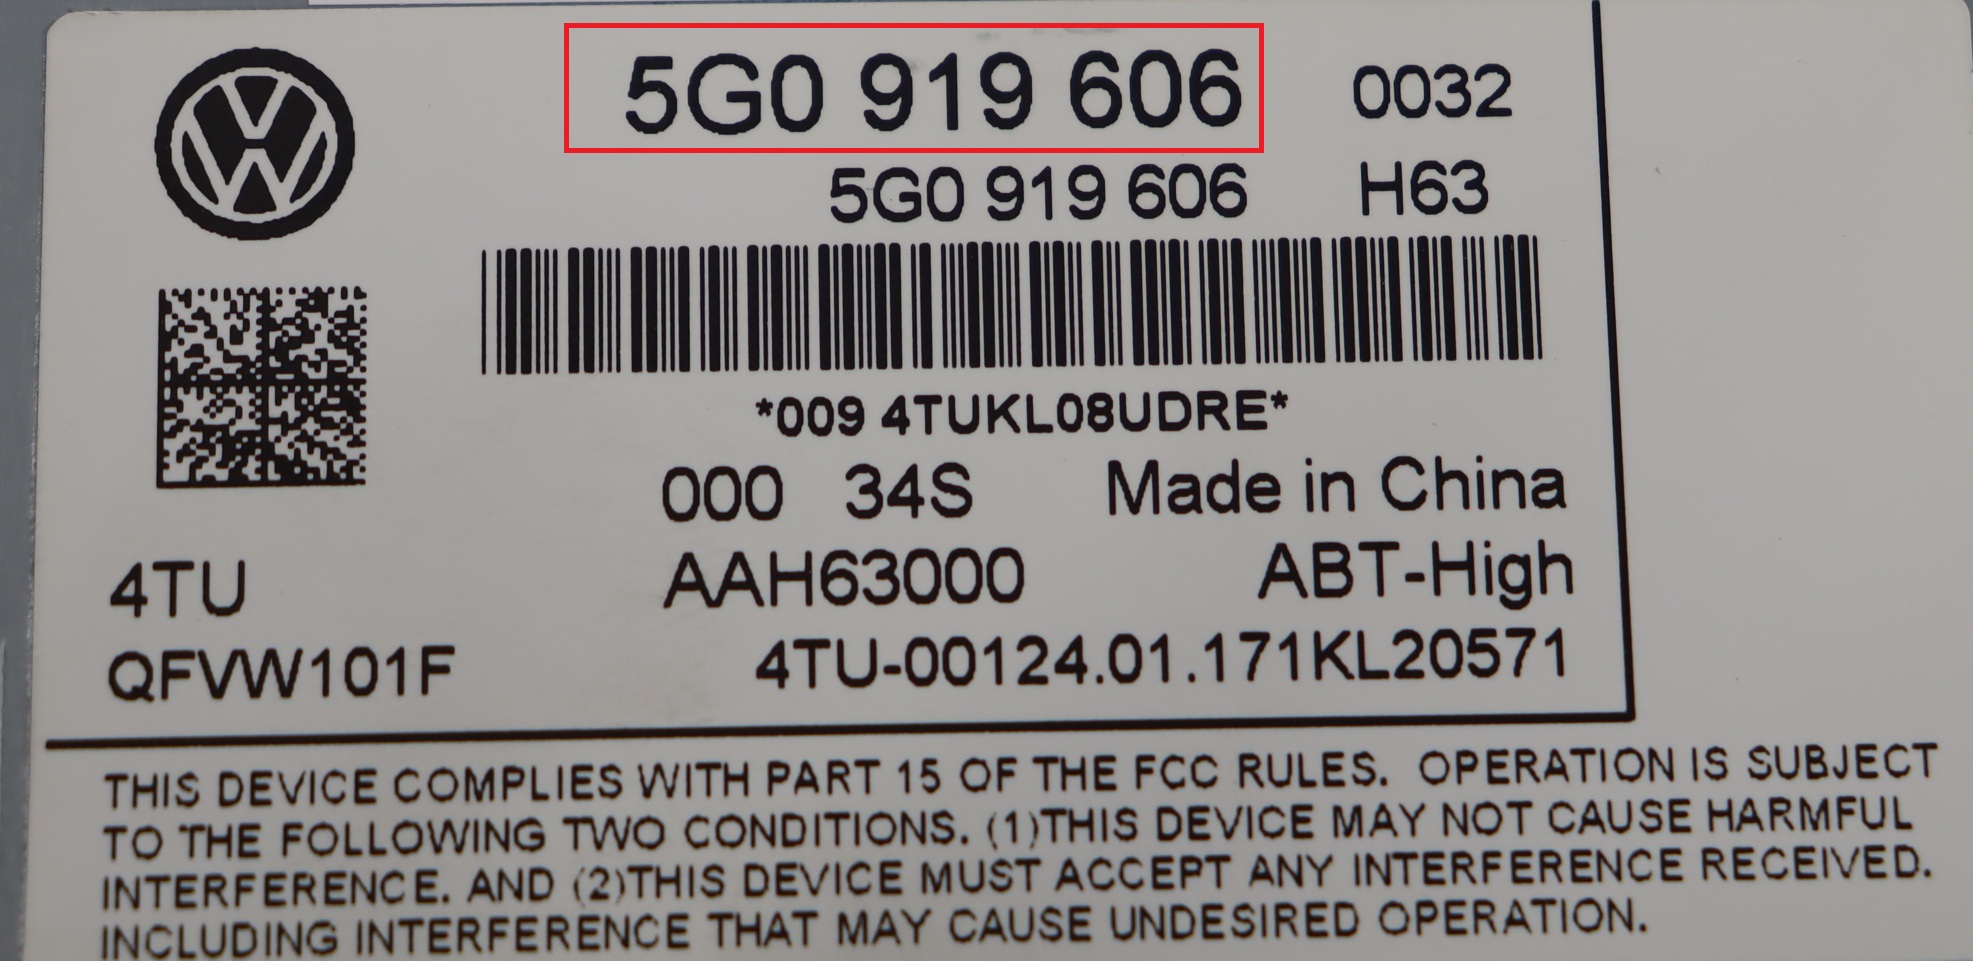 5G0 919 606 0032
5G0 919 606 H63
*009 4TUKL08UDRE*
000 34S Made in China
4TU AAH63000 ABT-High
QFVW101F 4TU-00124.01.171KL20571
THIS DEVICE COMPLIES WITH PART 15 OF THE FCC RULES. OPERATION IS SUBJECT
TO THE FOLLOWING TWO CONDITIONS. (1)THIS DEVICE MAY NOT CAUSE HARMFUL
INTERFERENCE. AND (2)THIS DEVICE MUST ACCEPT ANY INTERFERENCE RECEIVED.
INCLUDING INTERFERENCE THAT MAY CAUSE UNDESIRED OPERATION.